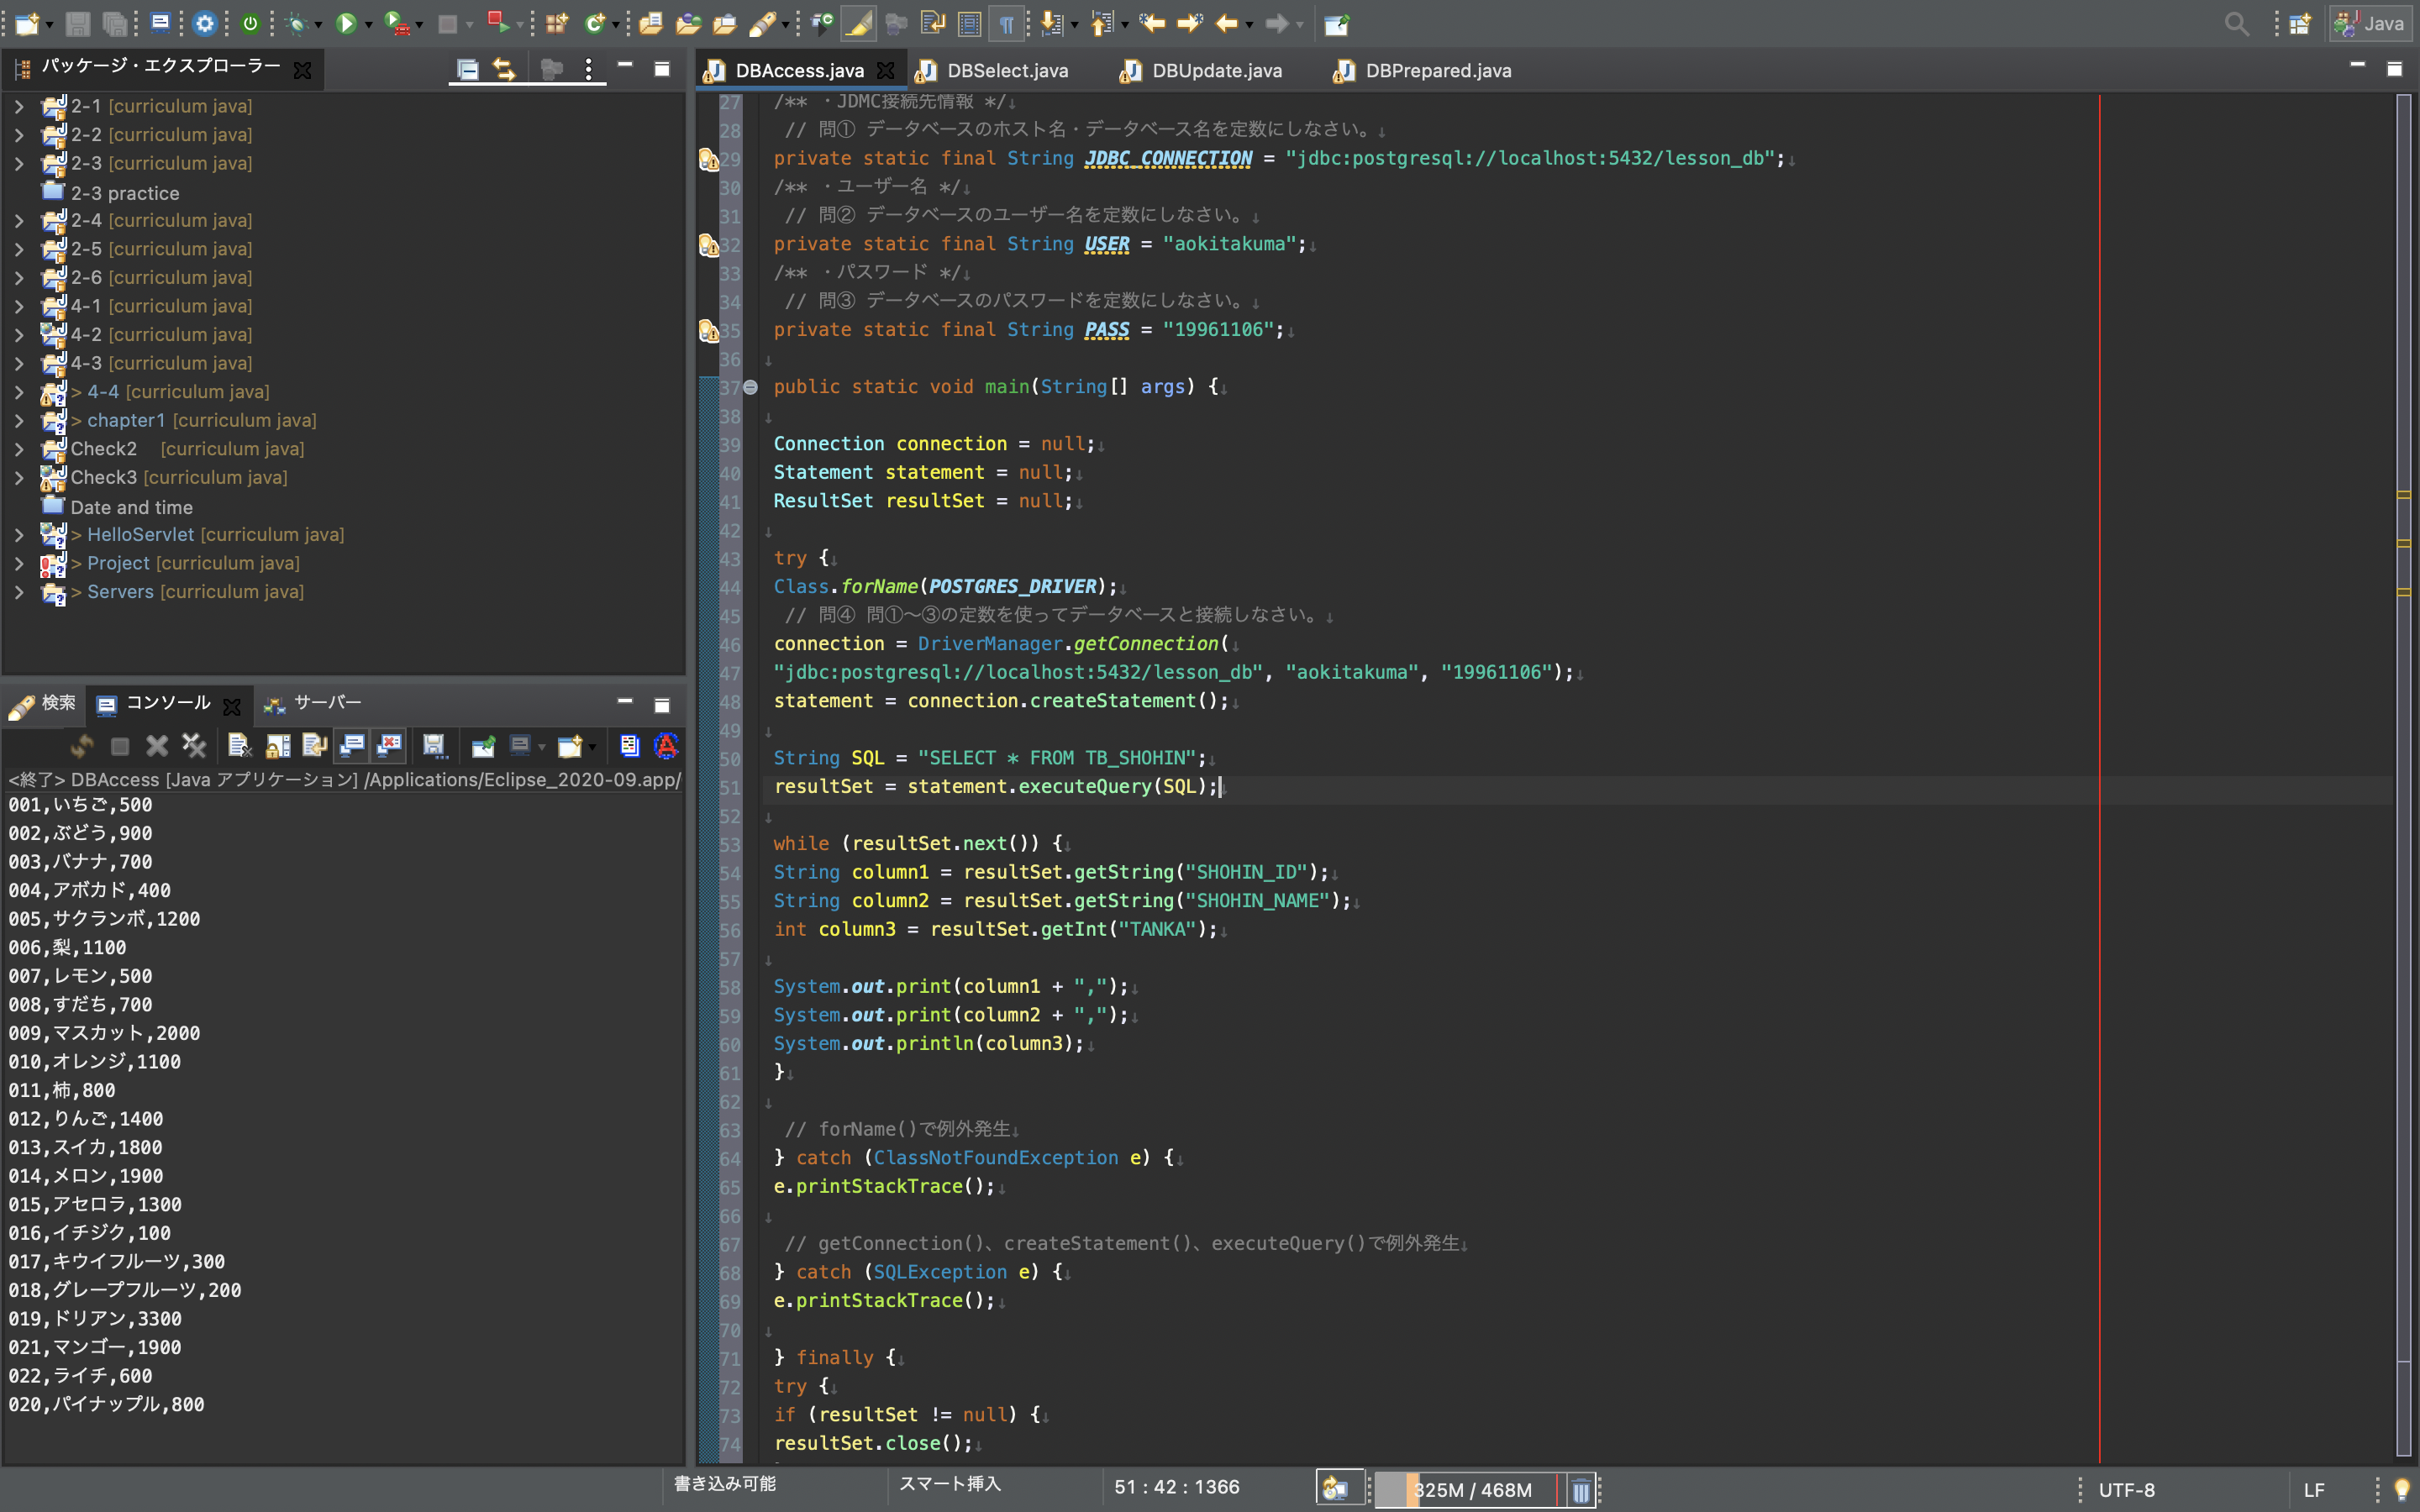 Java
パッケージ・エクスプローラー
2-1 [curriculum java]
2-2 [curriculum java]
2-3 [curriculum java]
2-3 practice
2-4 [curriculum java]
2-5 [curriculum java]
2-6 [curriculum java]
4-1 [curriculum java]
4-2 [curriculum java]
4-3 [curriculum java]
> 4-4 [curriculum java]
> chapter1 [curriculum java]
Check2 [curriculum java]
Check3 [curriculum java]
Date and time
> HelloServlet [curriculum java]
> Project [curriculum java]
> Servers [curriculum java]
検索 コンソール サーバー
<終了> DBAccess [Java アプリケーション] /Applications/Eclipse_2020-09.app/
001,いちご,500
002,ぶどう,900
003,バナナ,700
004,アボカド,400
005,サクランボ,1200
006,梨,1100
007,レモン,500
008,すだち,700
009,マスカット,2000
010,オレンジ,1100
011,柿,800
012,りんご,1400
013,スイカ,1800
014,メロン,1900
015,アセロラ,1300
016,イチジク,100
017,キウイフルーツ,300
018,グレープフルーツ,200
019,ドリアン,3300
021,マンゴー,1900
022,ライチ,600
020,パイナップル,800
DBAccess.java DBSelect.java DBUpdate.java DBPrepared.java
27 /** ・JDMC接続先情報 */↓
28 // 問① データベースのホスト名・データベース名を定数にしなさい。↓
29 private static final String JDBC_CONNECTION = "jdbc:postgresql://localhost:5432/lesson_db";↓
30 /** ・ユーザー名 */↓
31 // 問② データベースのユーザー名を定数にしなさい。↓
32 private static final String USER = "aokitakuma";↓
33 /** ・パスワード */↓
34 // 問③ データベースのパスワードを定数にしなさい。↓
35 private static final String PASS = "19961106";↓
36 ↓
37 public static void main(String[] args) {↓
38 ↓
39 Connection connection = null;↓
40 Statement statement = null;↓
41 ResultSet resultSet = null;↓
42 ↓
43 try {↓
44 Class.forName(POSTGRES_DRIVER);↓
45 // 問④ 問①〜③の定数を使ってデータベースと接続しなさい。↓
46 connection = DriverManager.getConnection(↓
47 "jdbc:postgresql://localhost:5432/lesson_db", "aokitakuma", "19961106");↓
48 statement = connection.createStatement();↓
49 ↓
50 String SQL = "SELECT * FROM TB_SHOHIN";↓
51 resultSet = statement.executeQuery(SQL);↓
52 ↓
53 while (resultSet.next()) {↓
54 String column1 = resultSet.getString("SHOHIN_ID");↓
55 String column2 = resultSet.getString("SHOHIN_NAME");↓
56 int column3 = resultSet.getInt("TANKA");↓
57 ↓
58 System.out.print(column1 + ",");↓
59 System.out.print(column2 + ",");↓
60 System.out.println(column3);↓
61 }↓
62 ↓
63 // forName()で例外発生↓
64 } catch (ClassNotFoundException e) {↓
65 e.printStackTrace();↓
66 ↓
67 // getConnection()、createStatement()、executeQuery()で例外発生↓
68 } catch (SQLException e) {↓
69 e.printStackTrace();↓
70 ↓
71 } finally {↓
72 try {↓
73 if (resultSet != null) {↓
74 resultSet.close();↓
書き込み可能 スマート挿入 51 : 42 : 1366 325M / 468M UTF-8 LF